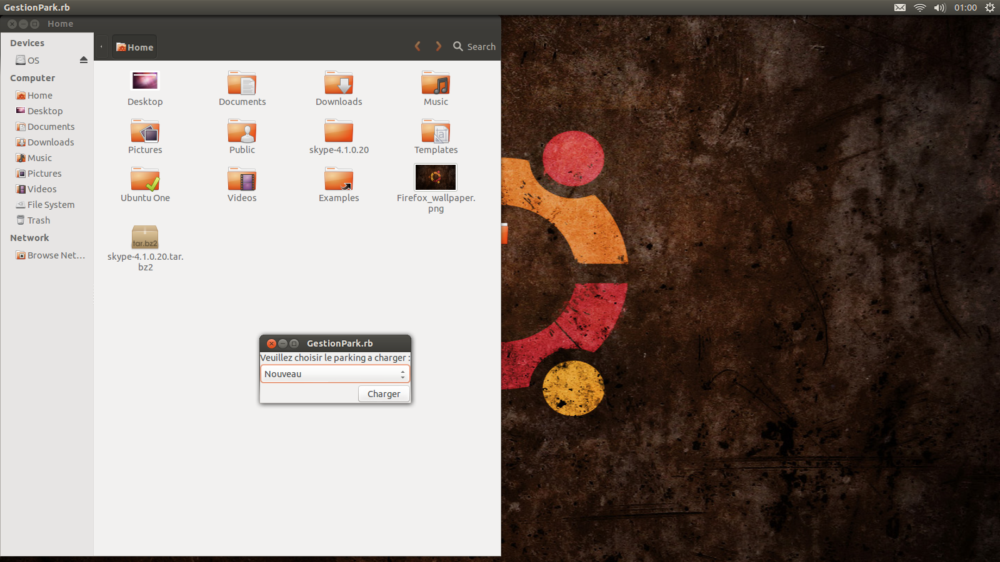 GestionPark.rb
01:00
Home
Devices
OS
Computer
Home
Desktop
Documents
Downloads
Music
Pictures
Videos
File System
Trash
Network
Browse Net...
Home
Search
Desktop
Documents
Downloads
Music
Pictures
Public
skype-4.1.0.20
Templates
Ubuntu One
Videos
Examples
Firefox_wallpaper.
png
tar.bz2
skype-4.1.0.20.tar.
bz2
GestionPark.rb
Veuillez choisir le parking a charger :
Nouveau
Charger